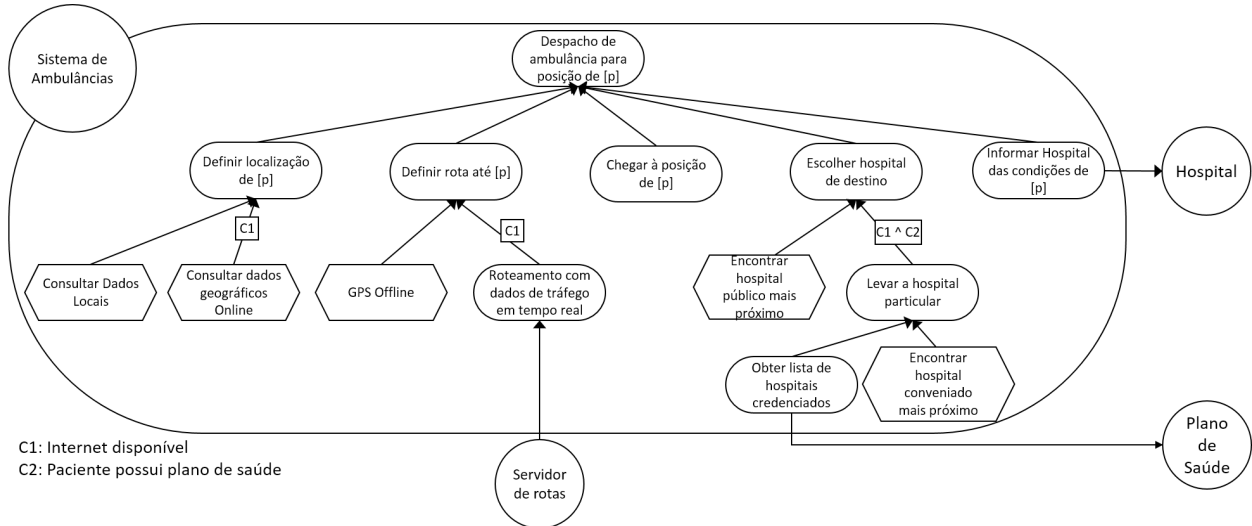 Sistema de
Ambulâncias
Despacho de
ambulância para
posição de [p]
Definir localização
de [p]
Definir rota até [p]
Chegar à posição
de [p]
Escolher hospital
de destino
Informar Hospital
das condições de
[p]
Hospital
C1
C1
C1 ^ C2
Consultar Dados
Locais
Consultar dados
geográficos
Online
GPS Offline
Roteamento com
dados de tráfego
em tempo real
Encontrar
hospital
público mais
próximo
Levar a hospital
particular
Obter lista de
hospitais
credenciados
Encontrar
hospital
conveniado
mais próximo
C1: Internet disponível
C2: Paciente possui plano de saúde
Servidor
de rotas
Plano
de
Saúde